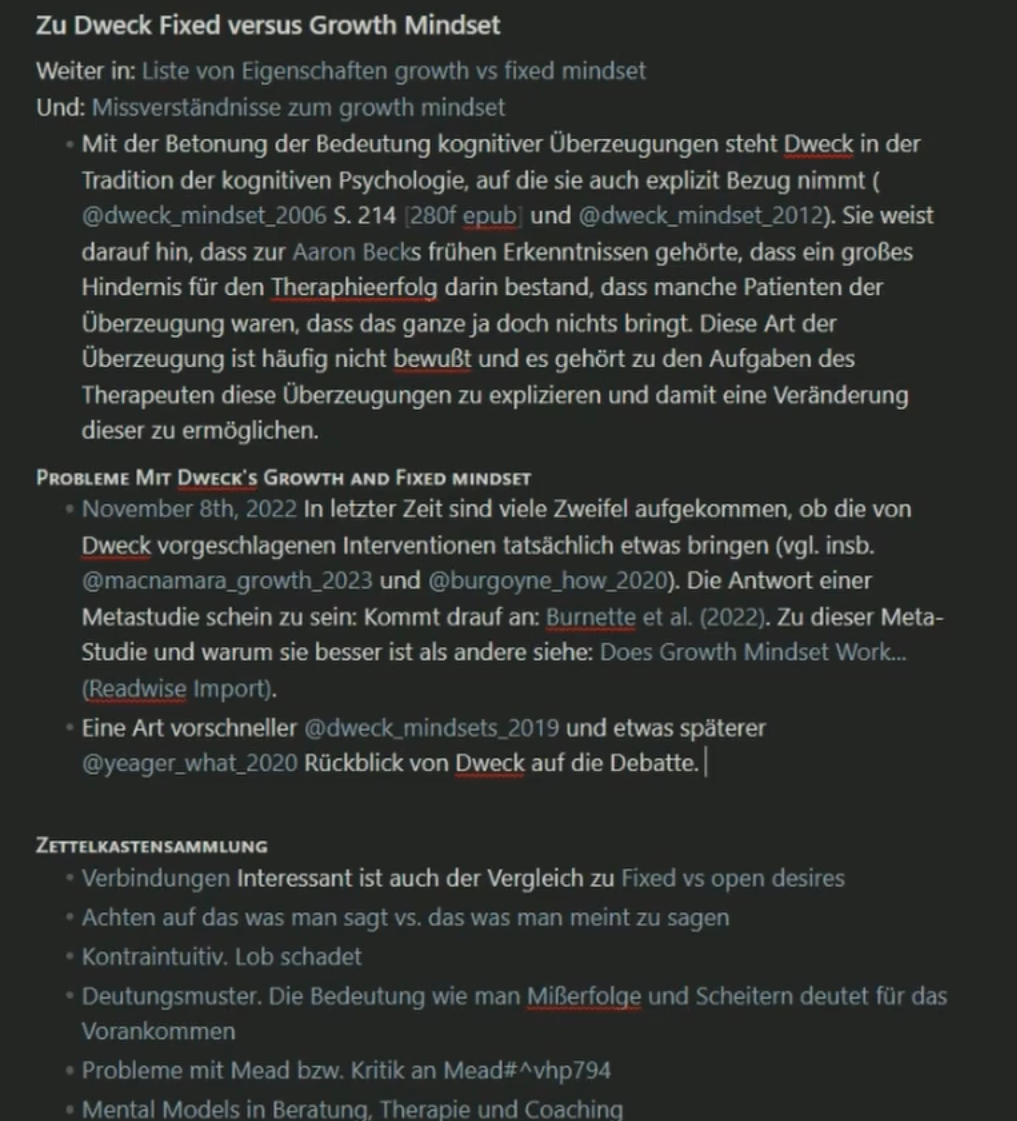 Zu Dweck Fixed versus Growth Mindset
Weiter in: Liste von Eigenschaften growth vs fixed mindset
Und: Missverständnisse zum growth mindset
• Mit der Betonung der Bedeutung kognitiver Überzeugungen steht Dweck in der
Tradition der kognitiven Psychologie, auf die sie auch explizit Bezug nimmt (
@dweck_mindset_2006 S. 214 [280f epub] und @dweck_mindset_2012). Sie weist
darauf hin, dass zur Aaron Becks frühen Erkenntnissen gehörte, dass ein großes
Hindernis für den Theraphieerfolg darin bestand, dass manche Patienten der
Überzeugung waren, dass das ganze ja doch nichts bringt. Diese Art der
Überzeugung ist häufig nicht bewußt und es gehört zu den Aufgaben des
Therapeuten diese Überzeugungen zu explizieren und damit eine Veränderung
dieser zu ermöglichen.
Probleme Mit Dweck's Growth and Fixed mindset
• November 8th, 2022 In letzter Zeit sind viele Zweifel aufgekommen, ob die von
Dweck vorgeschlagenen Interventionen tatsächlich etwas bringen (vgl. insb.
@macnamara_growth_2023 und @burgoyne_how_2020). Die Antwort einer
Metastudie schein zu sein: Kommt drauf an: Burnette et al. (2022). Zu dieser Meta-
Studie und warum sie besser ist als andere siehe: Does Growth Mindset Work...
(Readwise Import).
• Eine Art vorschneller @dweck_mindsets_2019 und etwas späterer
@yeager_what_2020 Rückblick von Dweck auf die Debatte.
Zettelkastensammlung
• Verbindungen Interessant ist auch der Vergleich zu Fixed vs open desires
• Achten auf das was man sagt vs. das was man meint zu sagen
• Kontraintuitiv. Lob schadet
• Deutungsmuster. Die Bedeutung wie man Mißerfolge und Scheitern deutet für das
Vorankommen
• Probleme mit Mead bzw. Kritik an Mead#^vhp794
• Mental Models in Beratung, Therapie und Coaching